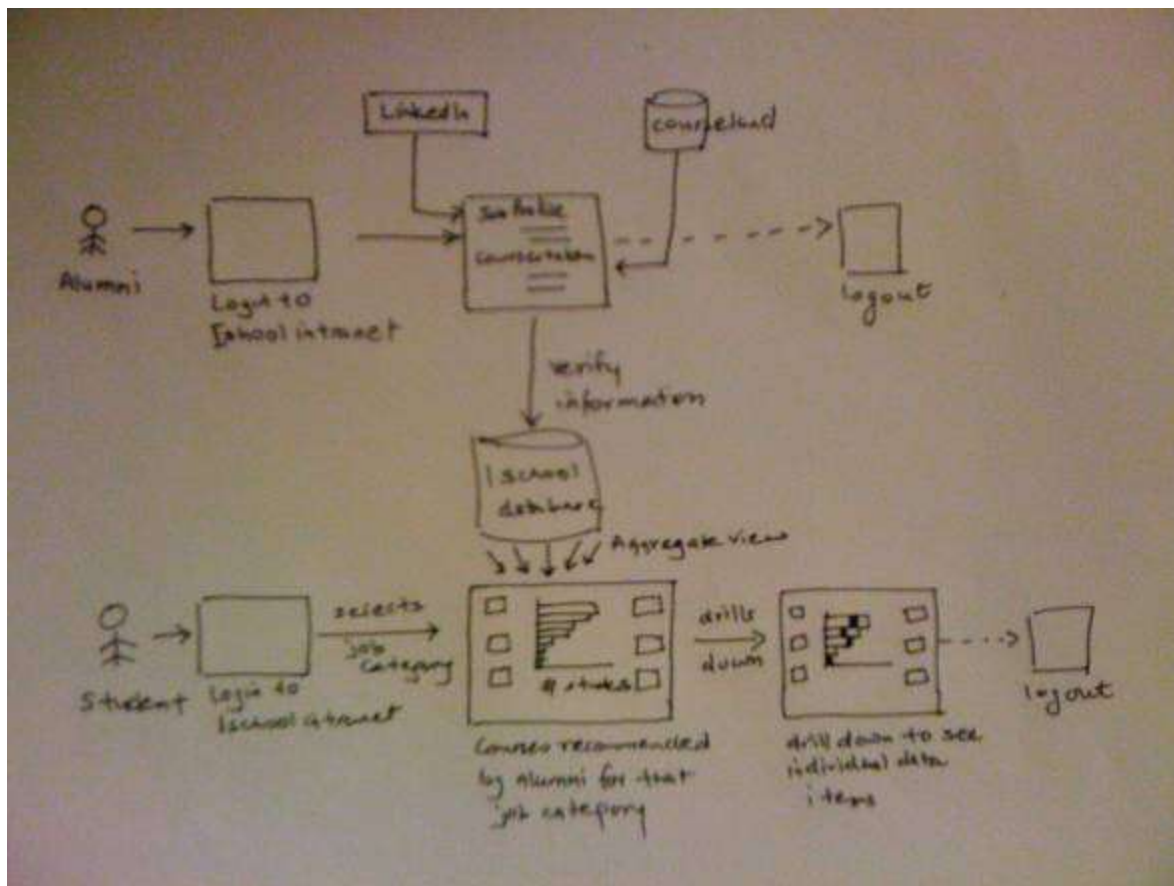 LinkedIn
courseland
Job Profile
Courses taken
Alumni
Login to
Ischool intranet
logout
verify
information
Ischool
database
Aggregate view
selects
job
category
drills
down
Student
Login to
Ischool intranet
# students
logout
Courses recommended
by alumni for that
job category
drill down to see
individual data
items